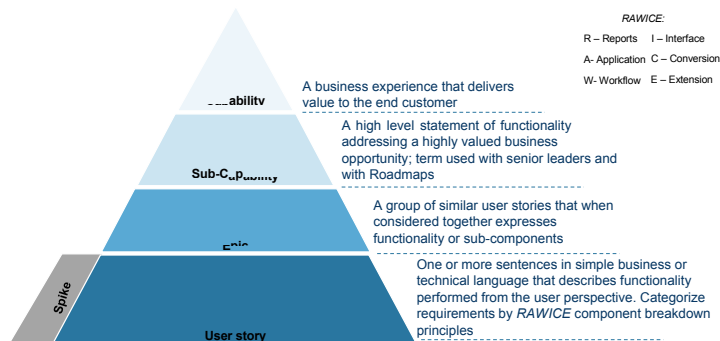 RAWICE:
R – Reports I – Interface
A- Application C – Conversion
W- Workflow E – Extension
A business experience that delivers
value to the end customer
A high level statement of functionality
addressing a highly valued business
opportunity; term used with senior leaders and
with Roadmaps
Sub-Capability
A group of similar user stories that when
considered together expresses
functionality or sub-components
Epic
One or more sentences in simple business or
technical language that describes functionality
performed from the user perspective. Categorize
requirements by RAWICE component breakdown
principles
Spike
User story